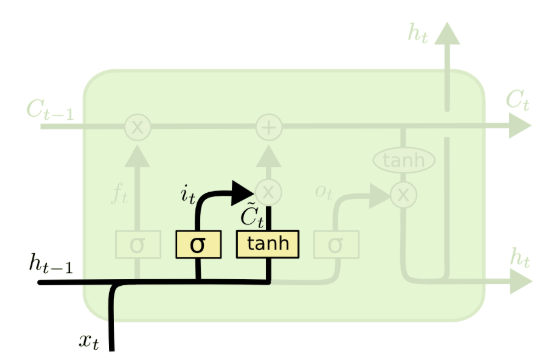 h_t
C_{t-1}
C_t
x
+
tanh
f_t
i_t
x
o_t
x
C̃_t
σ
σ
tanh
σ
h_{t-1}
h_t
x_t